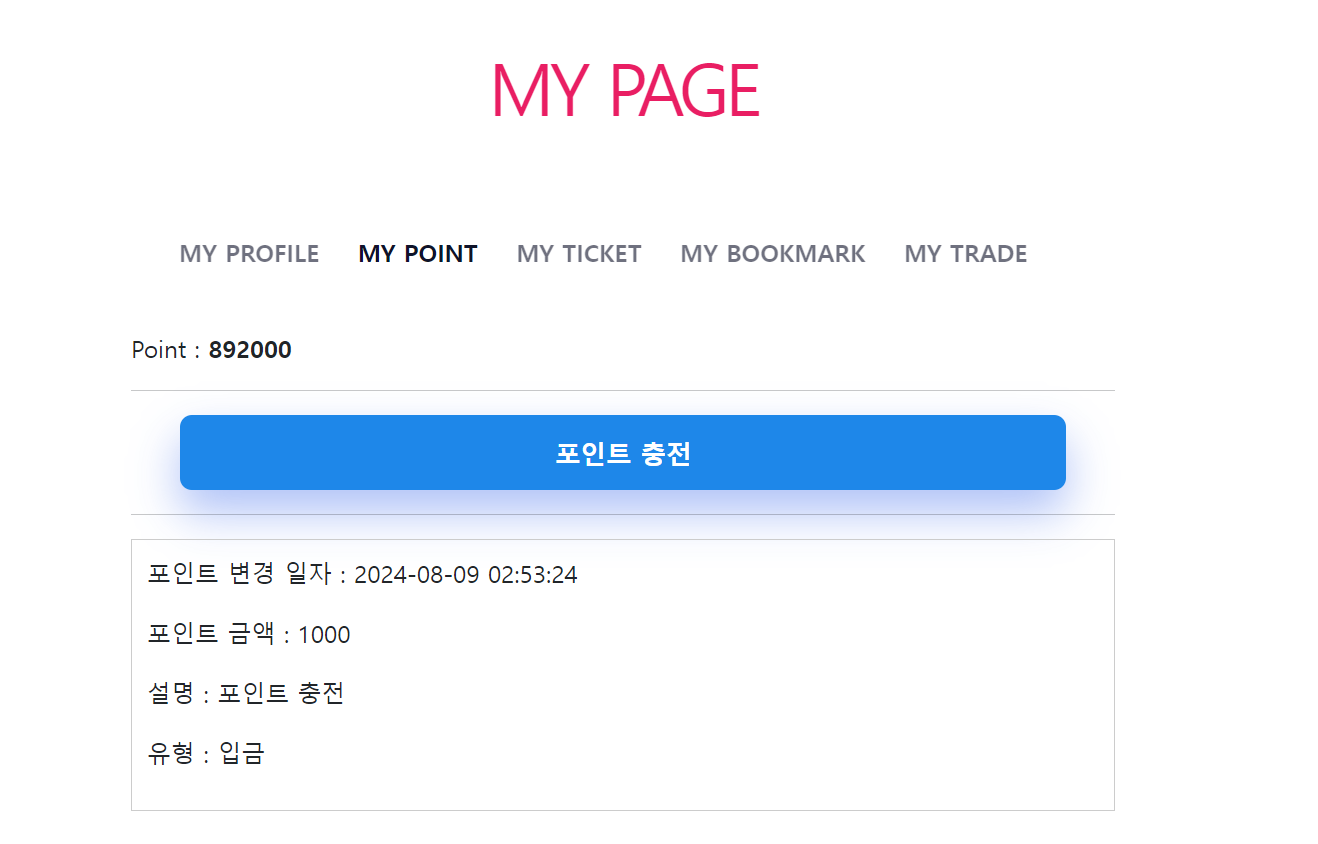 MY PAGE
MY PROFILE MY POINT MY TICKET MY BOOKMARK MY TRADE
Point : 892000
포인트 충전
포인트 변경 일자 : 2024-08-09 02:53:24
포인트 금액 : 1000
설명 : 포인트 충전
유형 : 입금